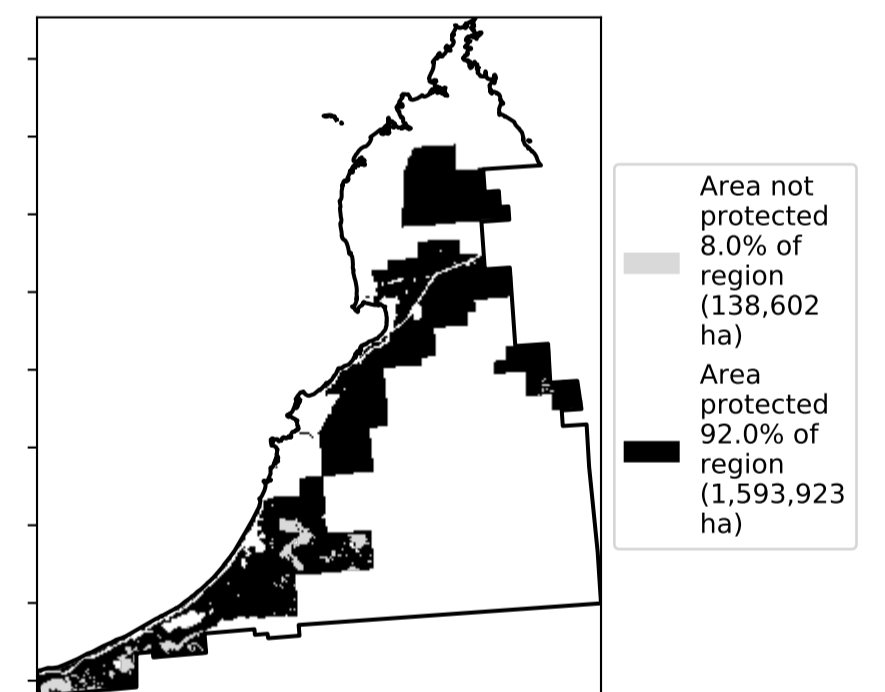 Area not
protected
8.0% of
region
(138,602
ha)
Area
protected
92.0% of
region
(1,593,923
ha)